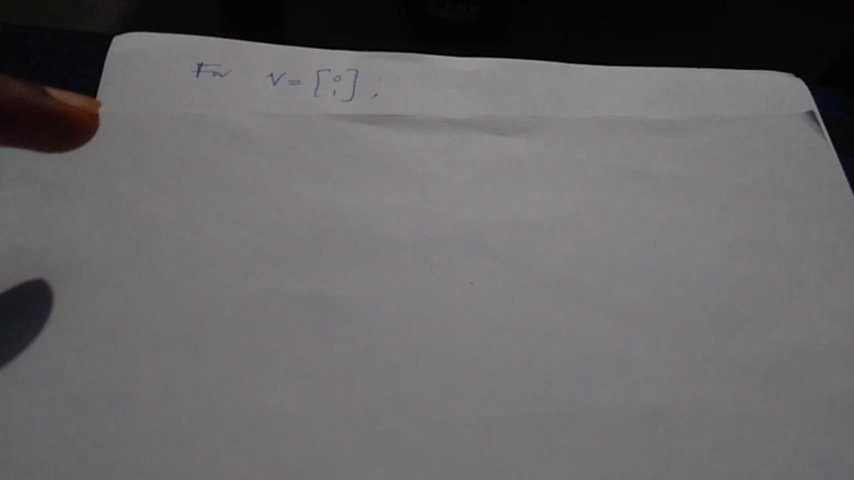 For V = [0 1],